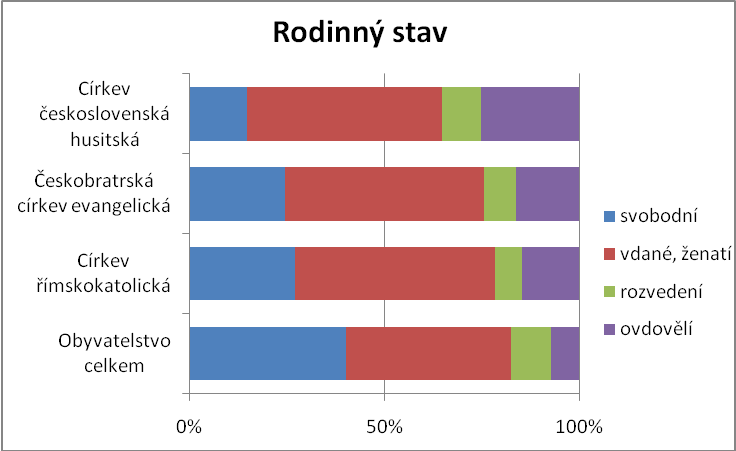 Rodinný stav
Církev
československá
husitská
Českobratrská
církev evangelická
Církev
římskokatolická
Obyvatelstvo
celkem
0%
50%
100%
svobodní
vdané, ženatí
rozvedení
ovdovělí